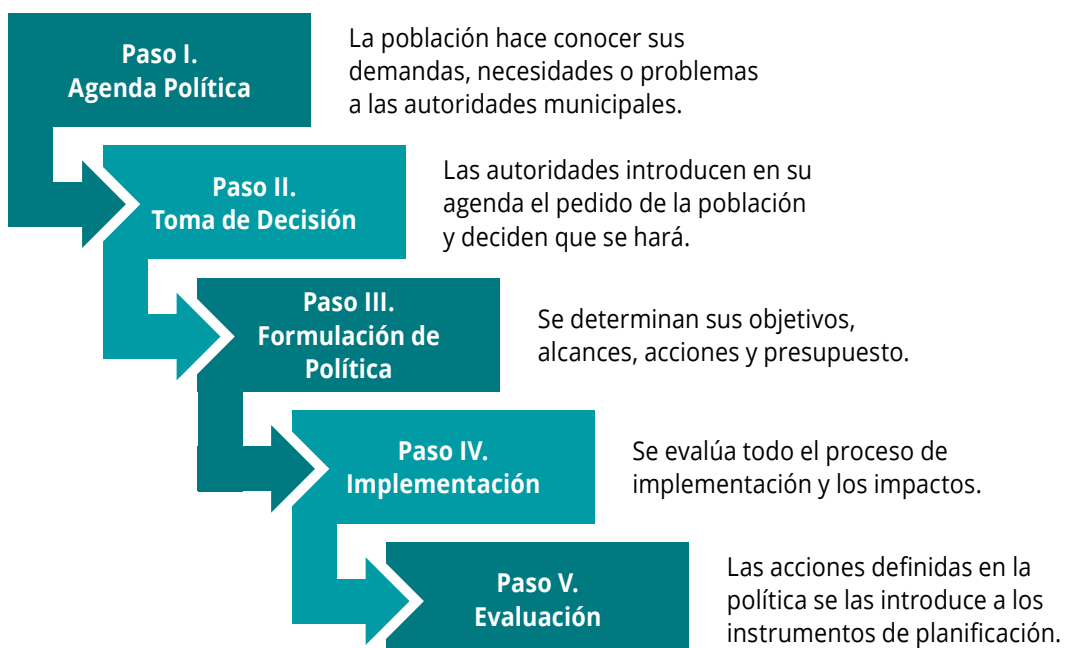 Paso I.
Agenda Política
La población hace conocer sus
demandas, necesidades o problemas
a las autoridades municipales.
Paso II.
Toma de Decisión
Las autoridades introducen en su
agenda el pedido de la población
y deciden que se hará.
Paso III.
Formulación de
Política
Se determinan sus objetivos,
alcances, acciones y presupuesto.
Paso IV.
Implementación
Se evalúa todo el proceso de
implementación y los impactos.
Paso V.
Evaluación
Las acciones definidas en la
política se las introduce a los
instrumentos de planificación.